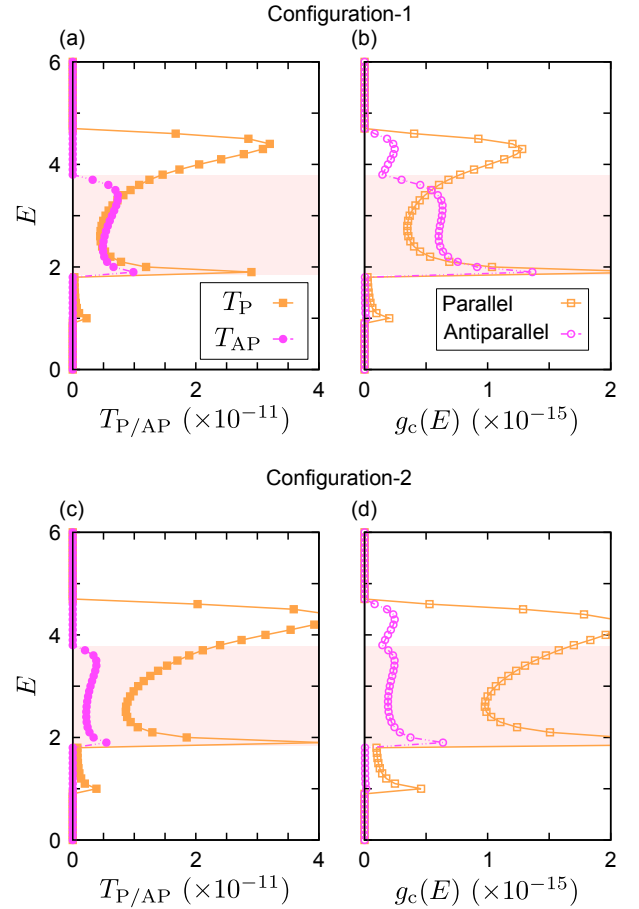 Configuration-1
(a) (b)
6
4
2
0
E
T_P
T_AP
Parallel
Antiparallel
0 2 4 0 1 2
T_P/AP (×10⁻¹¹) g_c(E) (×10⁻¹⁵)
Configuration-2
(c) (d)
6
4
2
0
E
0 2 4 0 1 2
T_P/AP (×10⁻¹¹) g_c(E) (×10⁻¹⁵)